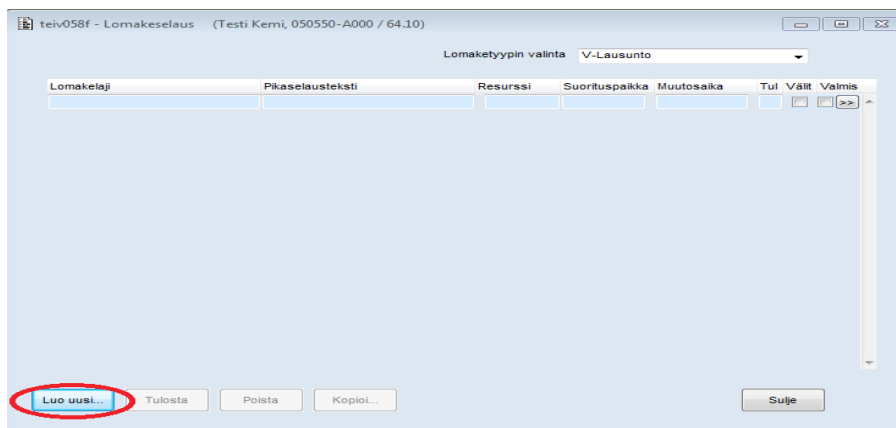 teiv058f - Lomakeselaus (Testi Kemi, 050550-A000 / 64.10)
Lomaketyypin valinta V-Lausunto
Lomakelaji Pikaselausteksti Resurssi Suorituspaikka Muutosaika Tul Välit Valmis
>>
Luo uusi... Tulosta Poista Kopioi... Sulje